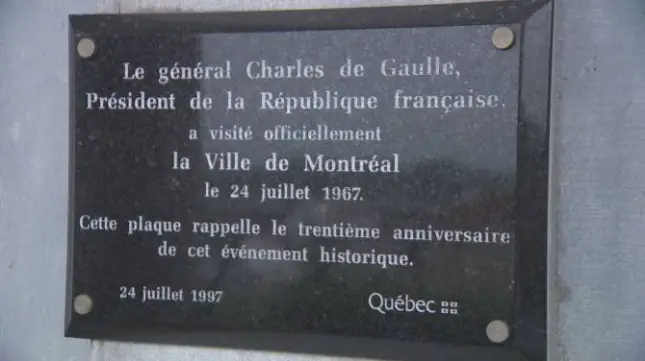 Le général Charles de Gaulle,
Président de la République française,
a visité officiellement
la Ville de Montréal
le 24 juillet 1967.
Cette plaque rappelle le trentième anniversaire
de cet événement historique.
24 juillet 1997
Québec